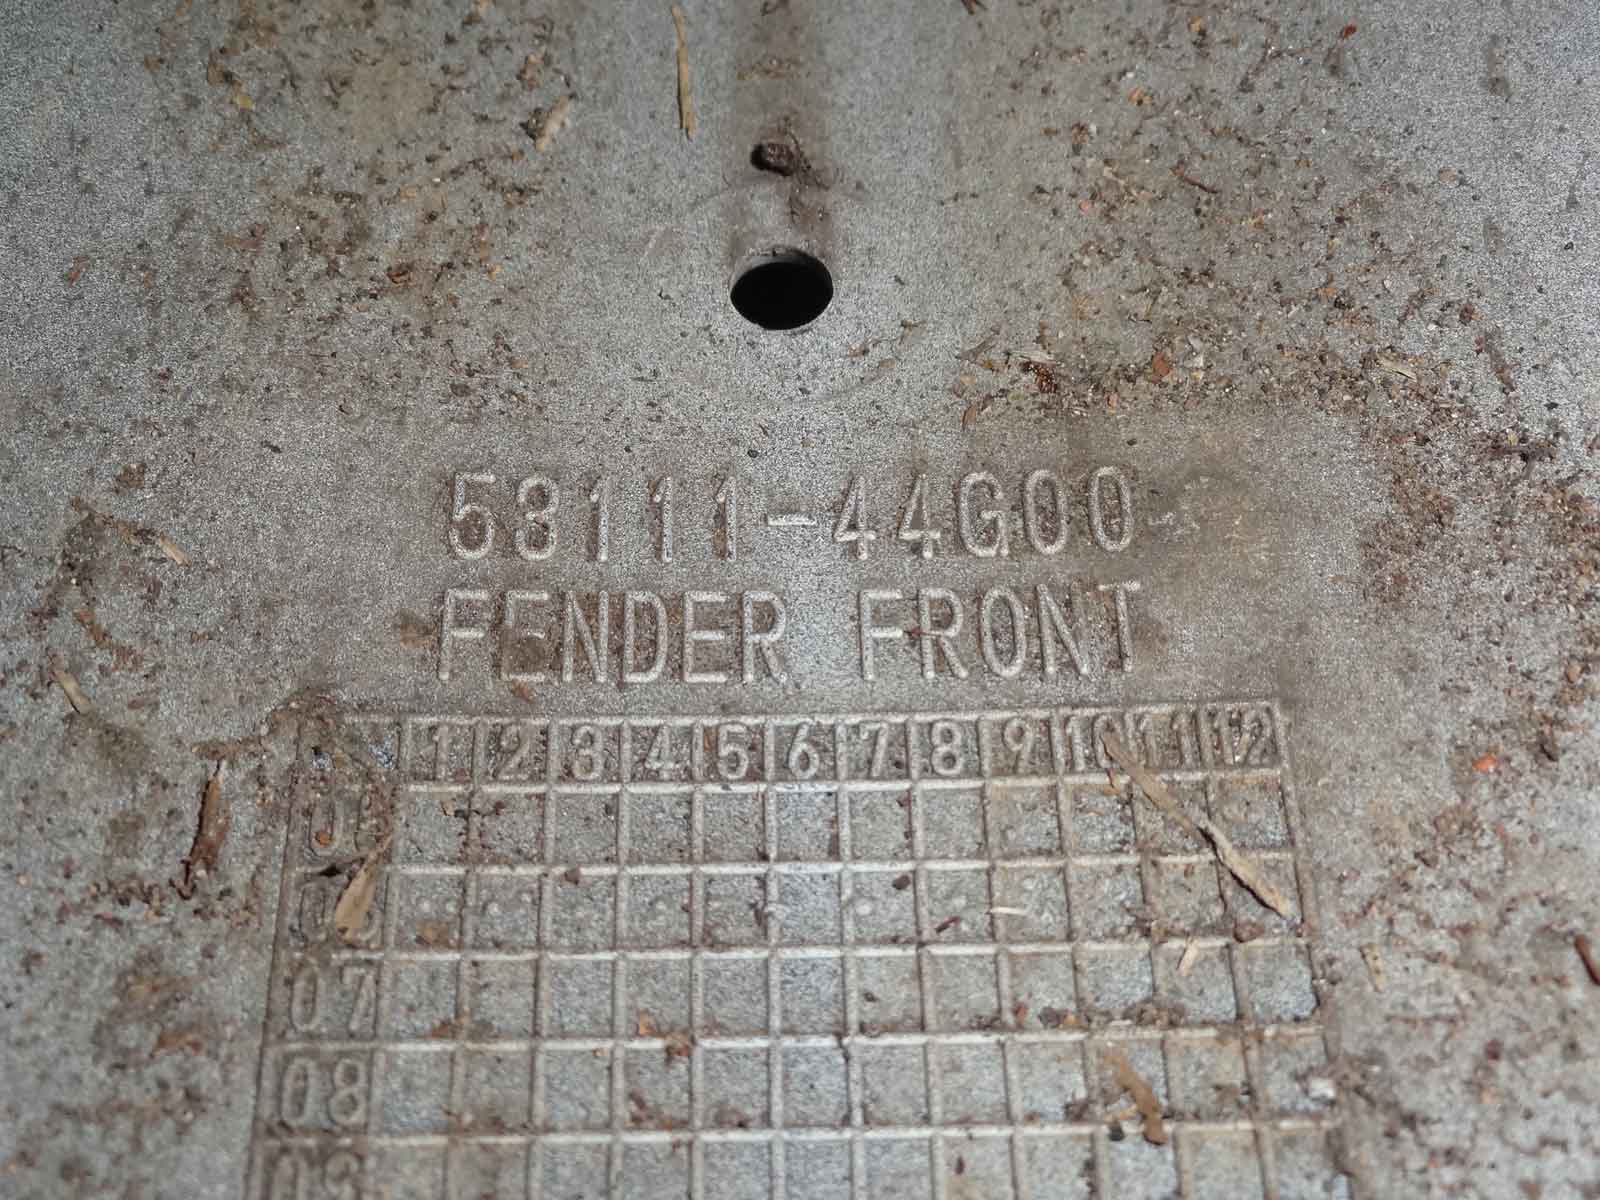 53111-44G00
FENDER FRONT
1 2 3 4 5 6 7 8 9 10 11 12
07
08